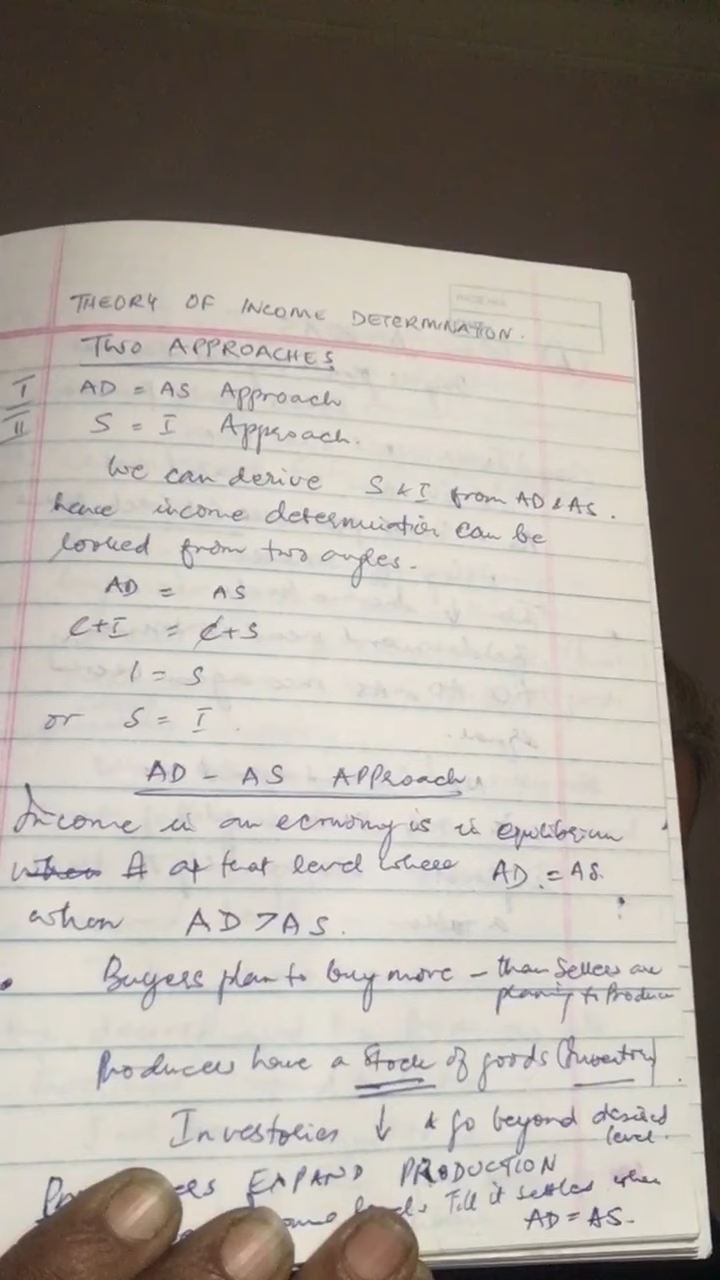 THEORY OF INCOME DETERMINATION.
TWO APPROACHES
I AD = AS Approach
II S = I Approach.
We can derive S & I from AD & AS.
hence income determination can be
looked from two angles.
AD = AS
C+I = C+S
I = S
or S = I.
AD - AS APProach
Income in an economy is in equilibrium
when at that level where AD = AS.
when AD > AS.
Buyers plan to buy more - than Sellers are
planing to Produce
Producers have a Stock of goods (Inventory).
Inventories ↓ & go beyond desired
level.
EXPAND PRODUCTION
Till it settles when
AD = AS.